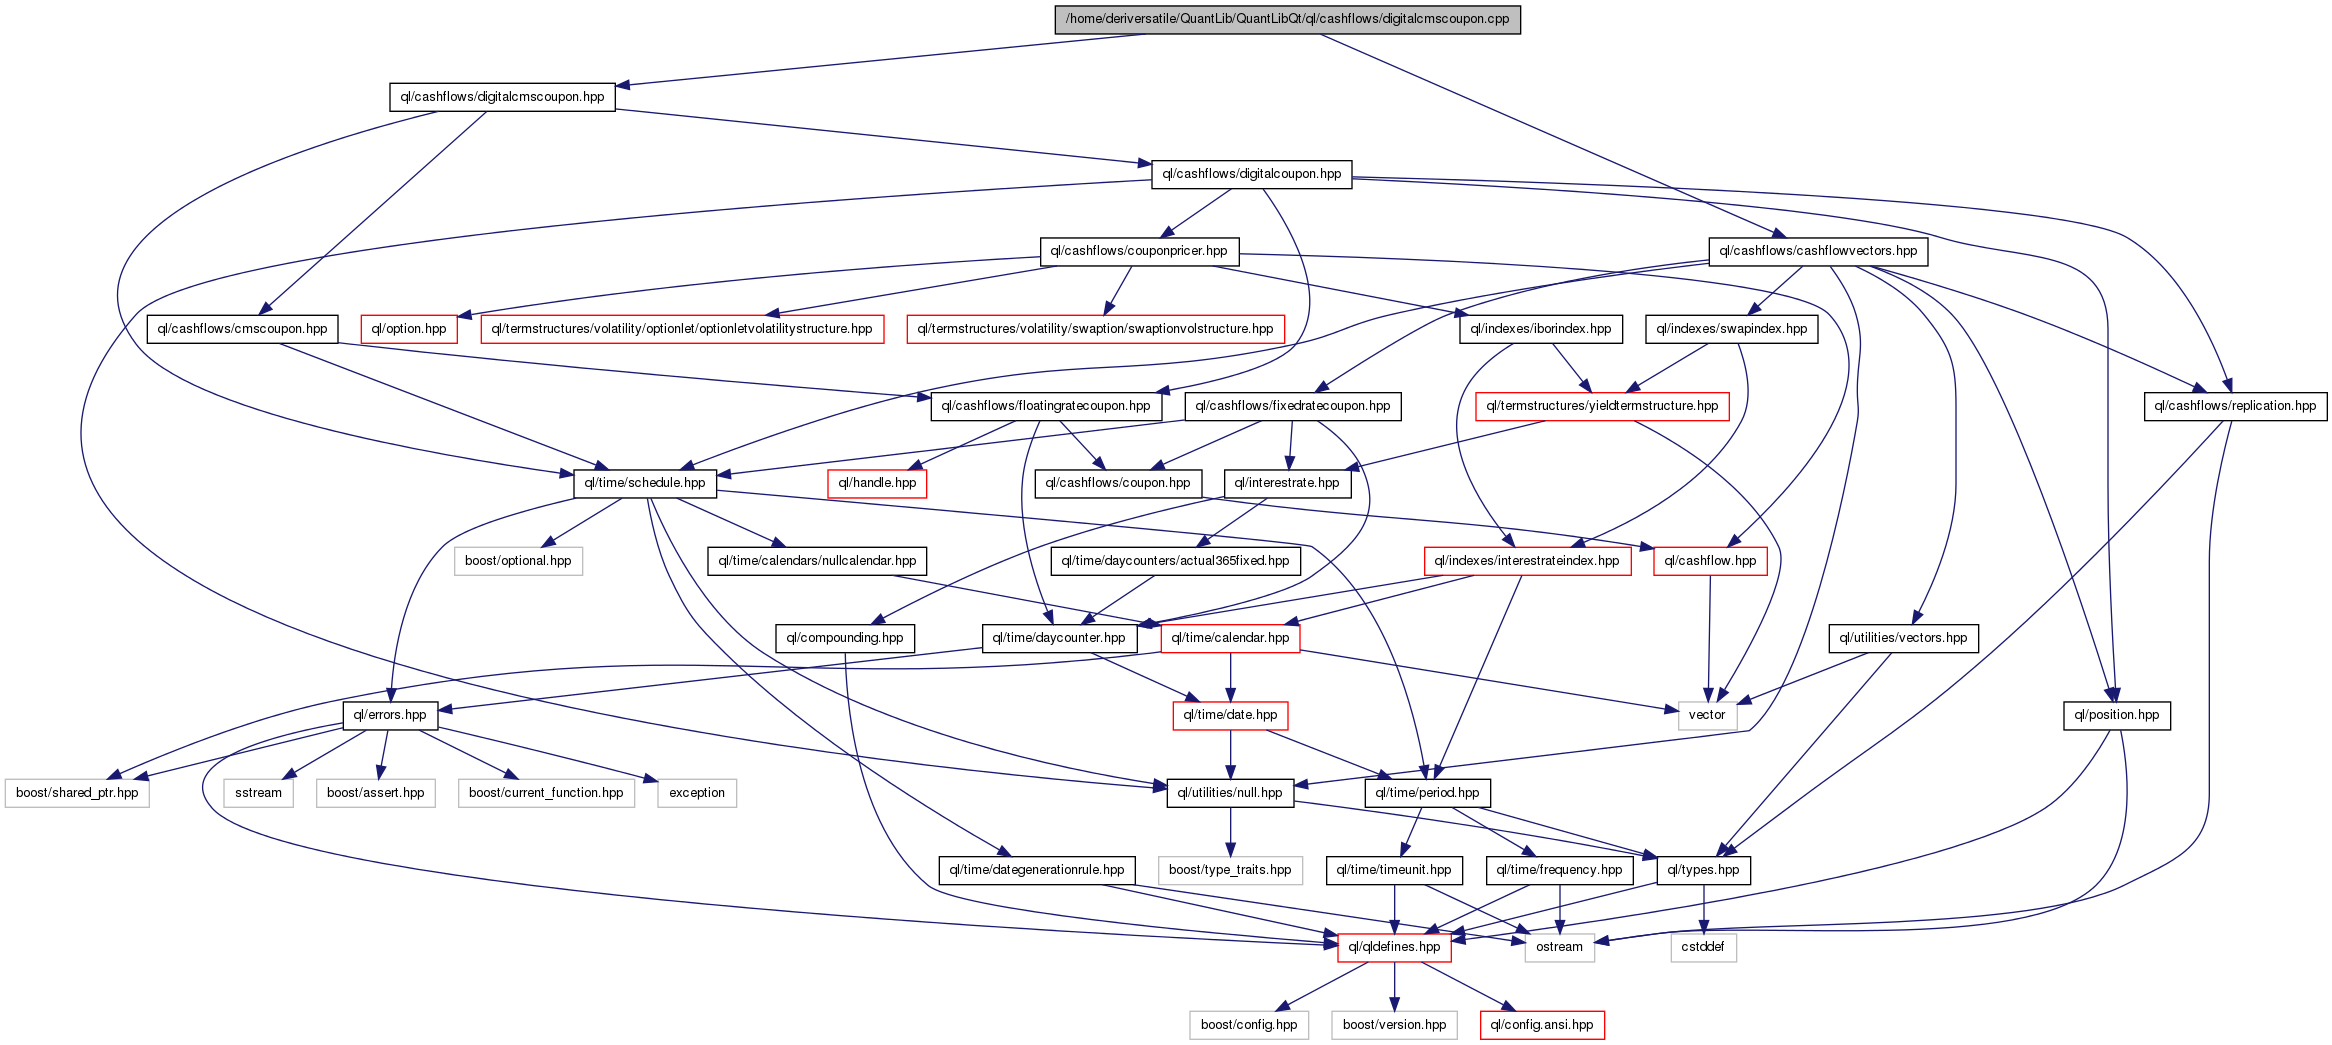 /home/deriversatile/QuantLib/QuantLibQt/ql/cashflows/digitalcmscoupon.cpp
ql/cashflows/digitalcmscoupon.hpp
ql/cashflows/digitalcoupon.hpp
ql/cashflows/couponpricer.hpp
ql/cashflows/cashflowvectors.hpp
ql/cashflows/cmscoupon.hpp
ql/option.hpp
ql/termstructures/volatility/optionlet/optionletvolatilitystructure.hpp
ql/termstructures/volatility/swaption/swaptionvolstructure.hpp
ql/indexes/iborindex.hpp
ql/indexes/swapindex.hpp
ql/cashflows/floatingratecoupon.hpp
ql/cashflows/fixedratecoupon.hpp
ql/termstructures/yieldtermstructure.hpp
ql/cashflows/replication.hpp
ql/time/schedule.hpp
ql/handle.hpp
ql/cashflows/coupon.hpp
ql/interestrate.hpp
boost/optional.hpp
ql/time/calendars/nullcalendar.hpp
ql/time/daycounters/actual365fixed.hpp
ql/indexes/interestrateindex.hpp
ql/cashflow.hpp
ql/compounding.hpp
ql/time/daycounter.hpp
ql/time/calendar.hpp
ql/utilities/vectors.hpp
ql/errors.hpp
ql/time/date.hpp
vector
ql/position.hpp
boost/shared_ptr.hpp
sstream
boost/assert.hpp
boost/current_function.hpp
exception
ql/utilities/null.hpp
ql/time/period.hpp
ql/time/dategenerationrule.hpp
boost/type_traits.hpp
ql/time/timeunit.hpp
ql/time/frequency.hpp
ql/types.hpp
ql/qldefines.hpp
ostream
cstddef
boost/config.hpp
boost/version.hpp
ql/config.ansi.hpp